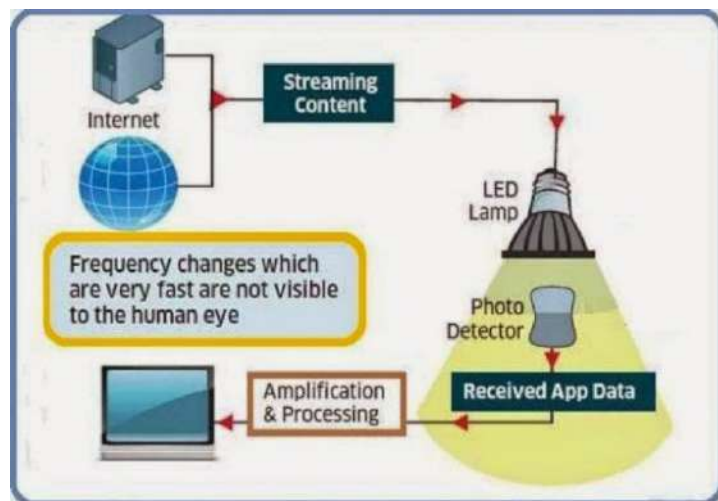 Streaming
Content
Internet
LED
Lamp
Frequency changes which
are very fast are not visible
to the human eye
Photo
Detector
Amplification
& Processing
Received App Data